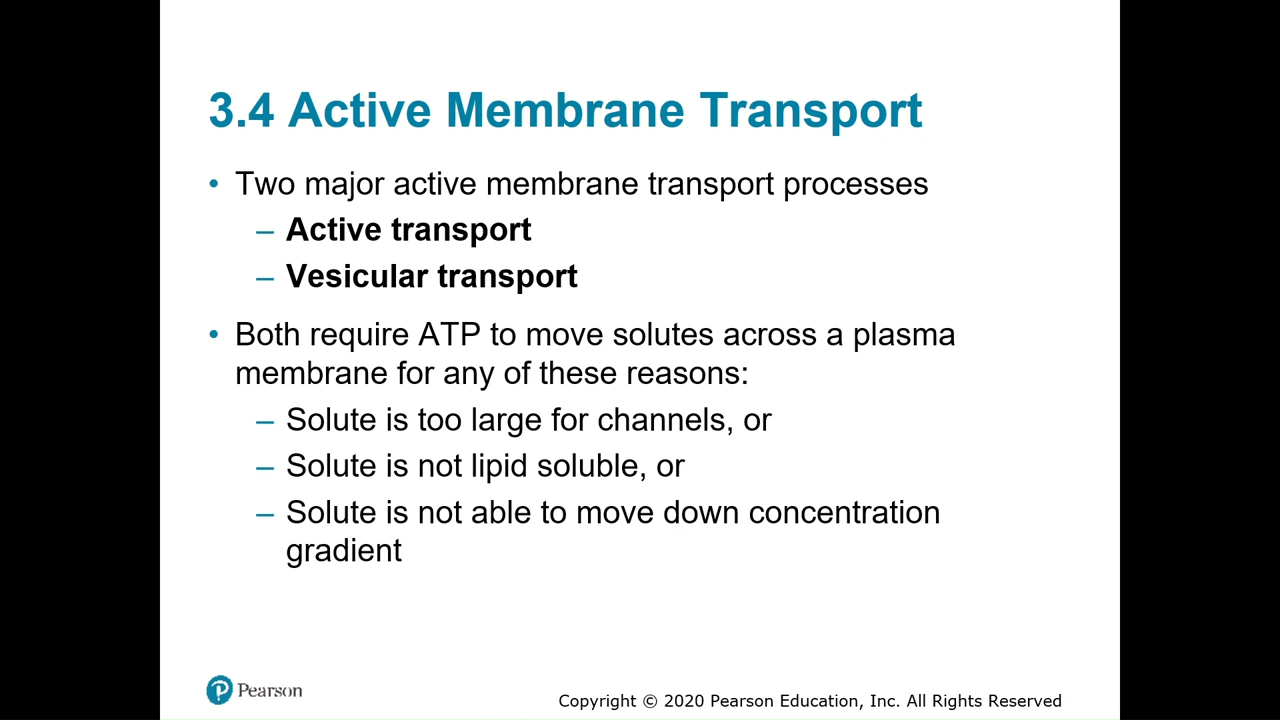 3.4 Active Membrane Transport
• Two major active membrane transport processes
– Active transport
– Vesicular transport
• Both require ATP to move solutes across a plasma
membrane for any of these reasons:
– Solute is too large for channels, or
– Solute is not lipid soluble, or
– Solute is not able to move down concentration
gradient
P Pearson
Copyright © 2020 Pearson Education, Inc. All Rights Reserved